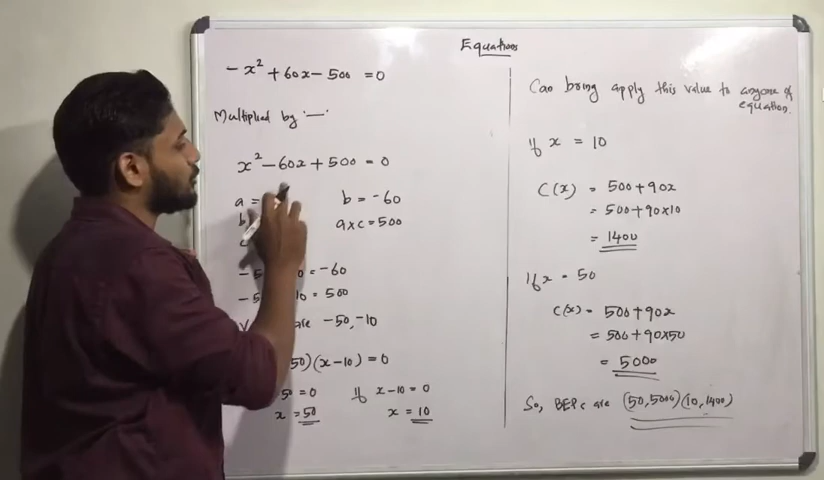 Equations
- x² + 60x - 500 = 0
Multiplied by '-'
x² - 60x + 500 = 0
a = b = -60
b a x c = 500
c
= -60
10 = 500
are -50, -10
50) (x-10) = 0
50 = 0 If x-10 = 0
x = 50 x = 10
Can bring apply this value to anyone of
equation.
If x = 10
C(x) = 500 + 90x
= 500 + 90 x 10
= 1400
If x = 50
C(x) = 500 + 90x
= 500 + 90 x 50
= 5000
So, BEPs are (50, 5000) (10, 1400)